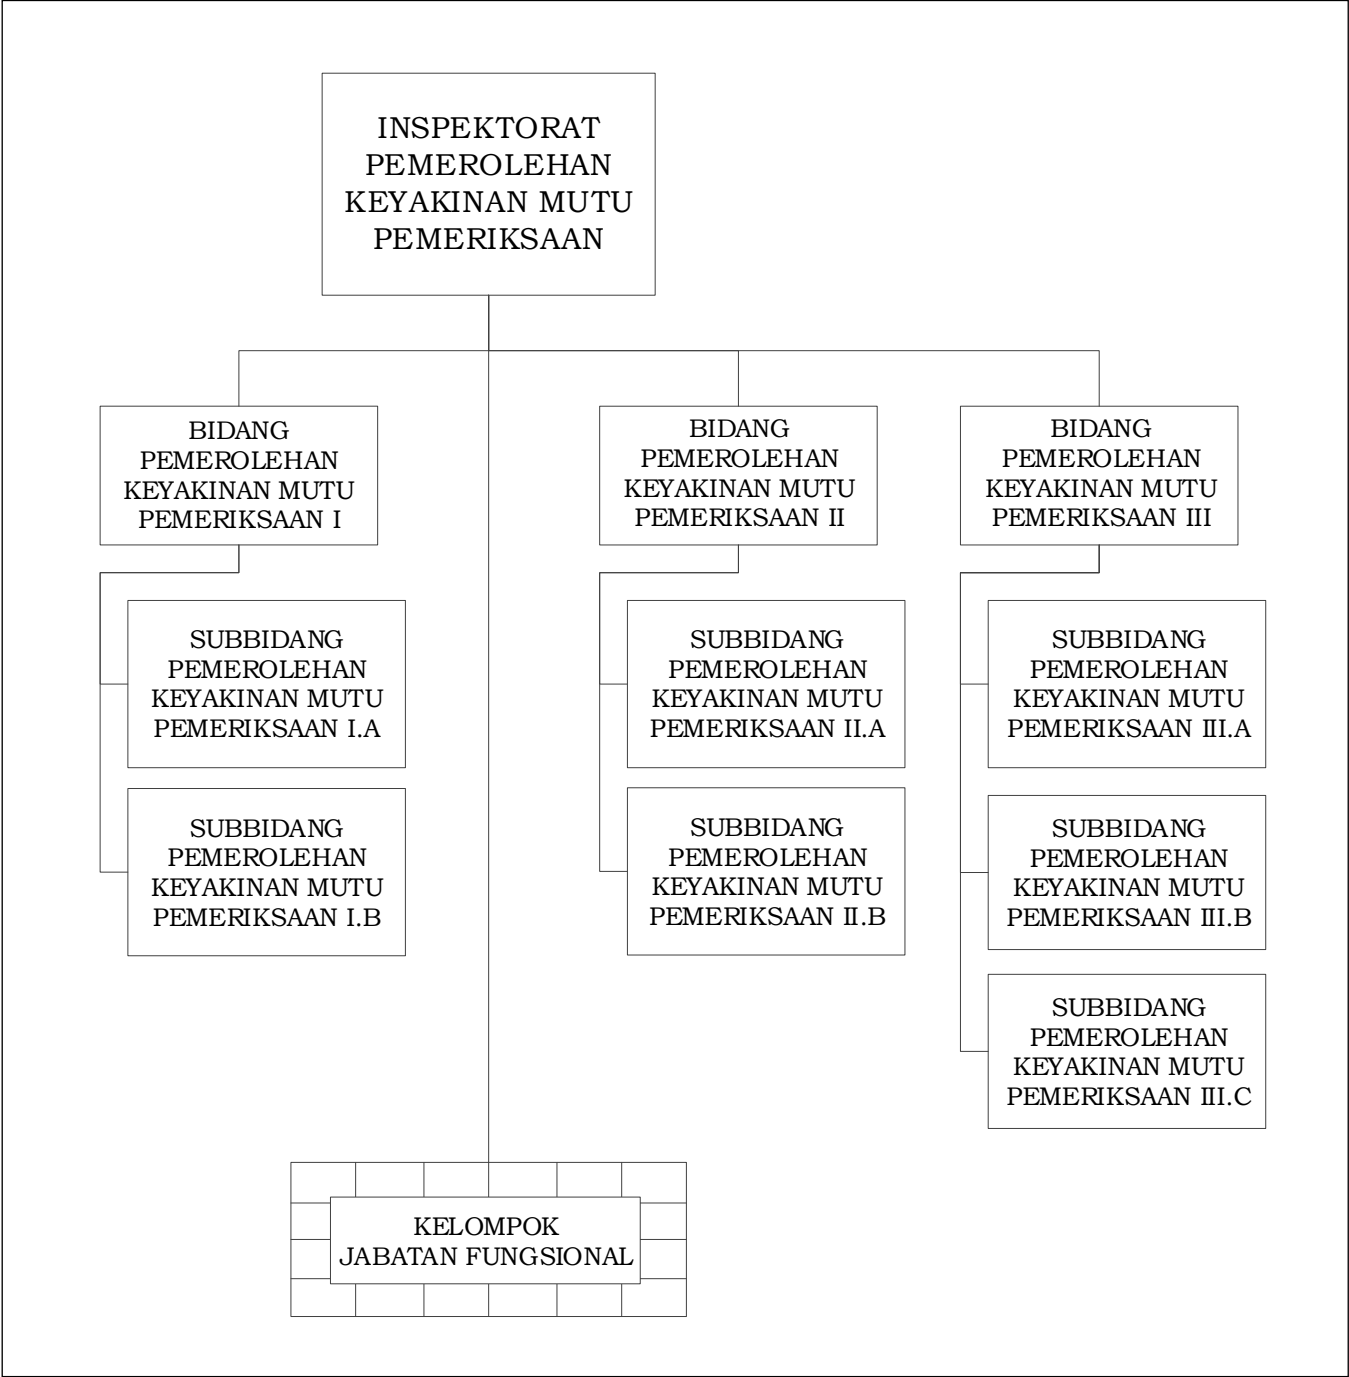 INSPEKTORAT
PEMEROLEHAN
KEYAKINAN MUTU
PEMERIKSAAN
BIDANG
PEMEROLEHAN
KEYAKINAN MUTU
PEMERIKSAAN I
BIDANG
PEMEROLEHAN
KEYAKINAN MUTU
PEMERIKSAAN II
BIDANG
PEMEROLEHAN
KEYAKINAN MUTU
PEMERIKSAAN III
SUBBIDANG
PEMEROLEHAN
KEYAKINAN MUTU
PEMERIKSAAN I.A
SUBBIDANG
PEMEROLEHAN
KEYAKINAN MUTU
PEMERIKSAAN II.A
SUBBIDANG
PEMEROLEHAN
KEYAKINAN MUTU
PEMERIKSAAN III.A
SUBBIDANG
PEMEROLEHAN
KEYAKINAN MUTU
PEMERIKSAAN I.B
SUBBIDANG
PEMEROLEHAN
KEYAKINAN MUTU
PEMERIKSAAN II.B
SUBBIDANG
PEMEROLEHAN
KEYAKINAN MUTU
PEMERIKSAAN III.B
SUBBIDANG
PEMEROLEHAN
KEYAKINAN MUTU
PEMERIKSAAN III.C
KELOMPOK
JABATAN FUNGSIONAL